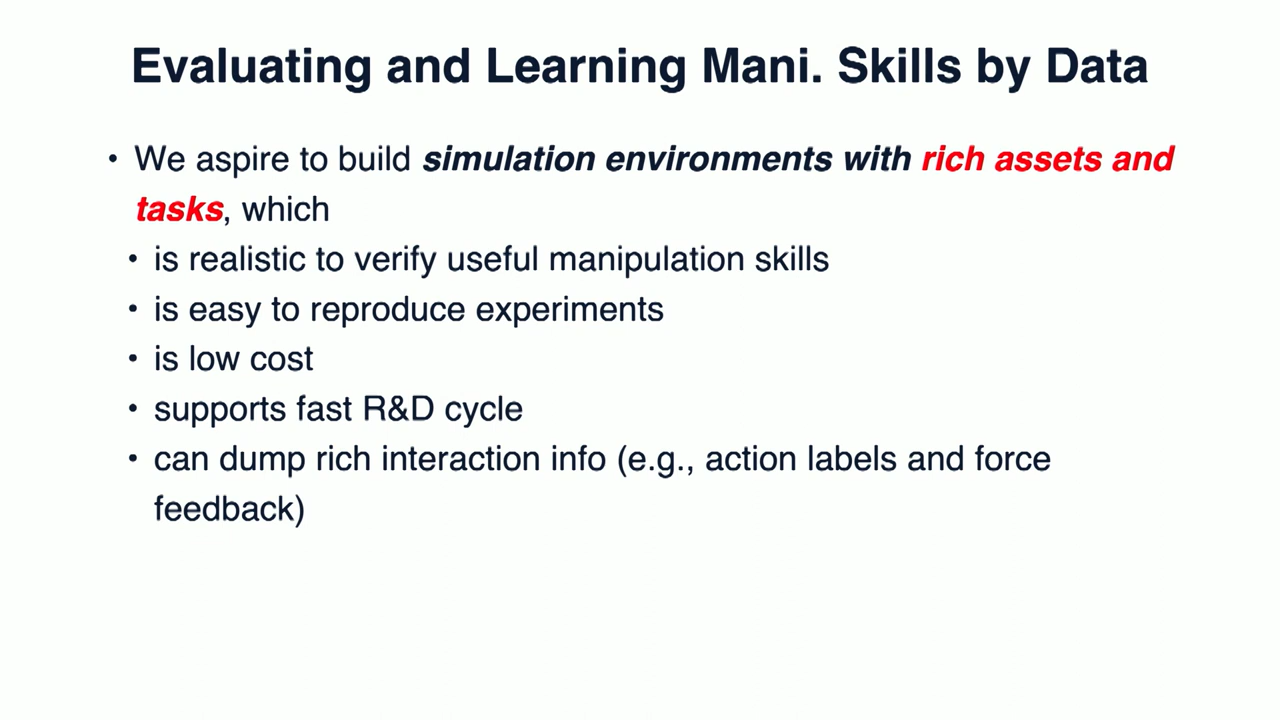 Evaluating and Learning Mani. Skills by Data
• We aspire to build simulation environments with rich assets and
tasks, which
• is realistic to verify useful manipulation skills
• is easy to reproduce experiments
• is low cost
• supports fast R&D cycle
• can dump rich interaction info (e.g., action labels and force
feedback)